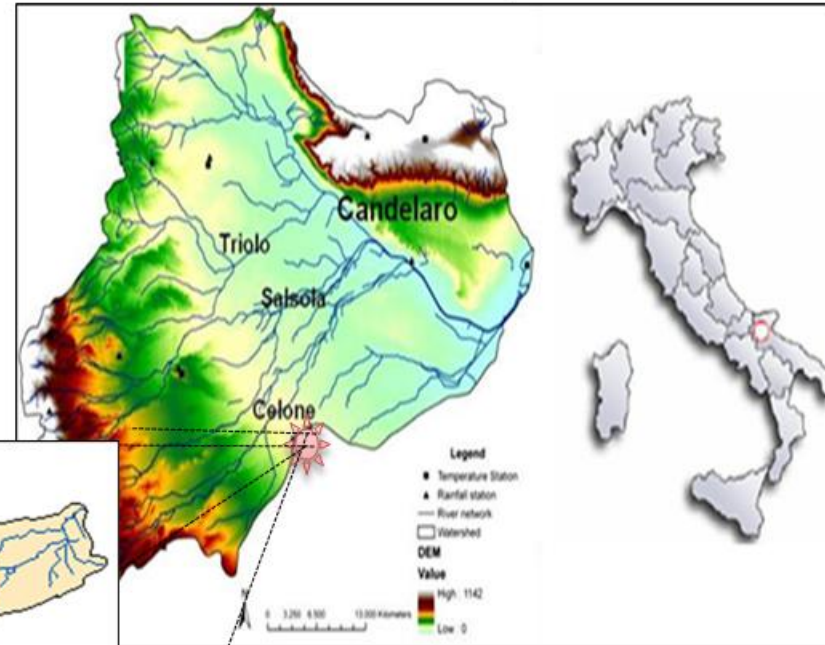 Candelaro
Triolo
Salsola
Celone
Legend
Temperature Station
Rainfall station
River network
Watershed
DEM
Value
High : 1142
Low : 0
N
0 3.250 6.500 13.000 Kilometers